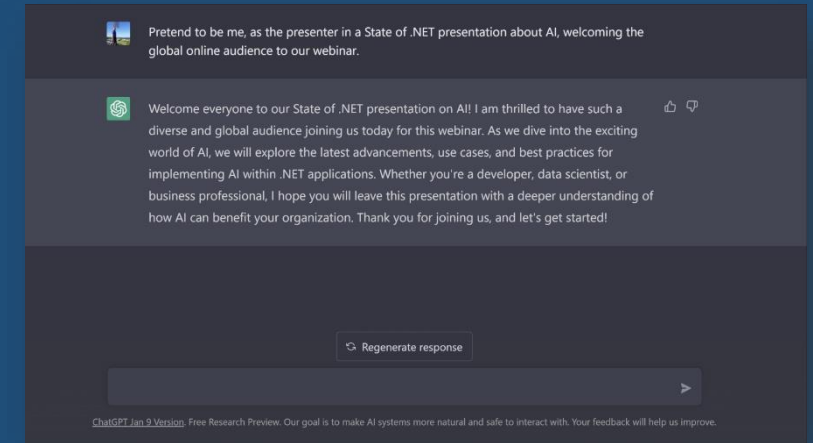 Pretend to be me, as the presenter in a State of .NET presentation about AI, welcoming the
global online audience to our webinar.
Welcome everyone to our State of .NET presentation on AI! I am thrilled to have such a
diverse and global audience joining us today for this webinar. As we dive into the exciting
world of AI, we will explore the latest advancements, use cases, and best practices for
implementing AI within .NET applications. Whether you're a developer, data scientist, or
business professional, I hope you will leave this presentation with a deeper understanding of
how AI can benefit your organization. Thank you for joining us, and let's get started!
Regenerate response
ChatGPT Jan 9 Version. Free Research Preview. Our goal is to make AI systems more natural and safe to interact with. Your feedback will help us improve.